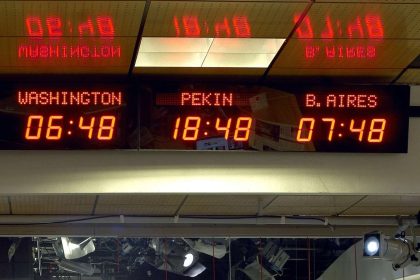 WASHINGTON PEKIN B. AIRES
06:48 18:48 07:48